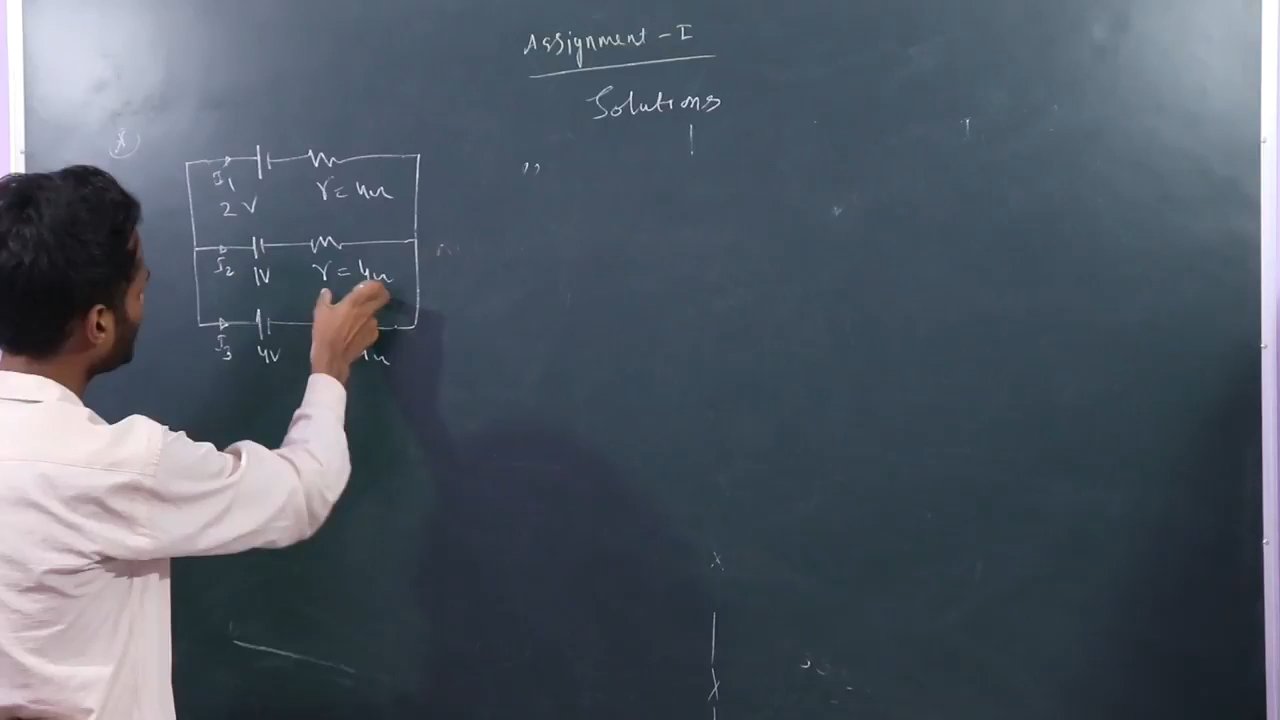 Assignment - I
Solutions
I₁
2 V
r = 4Ω
I₂
1V
r = 4Ω
I₃
4V